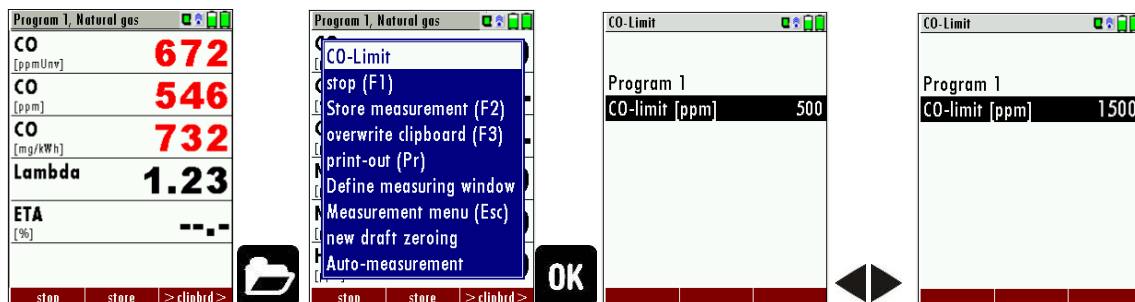 Program 1, Natural gas
CO 672
[ppmUnv]
CO 546
[ppm]
CO 732
[mg/kWh]
Lambda 1.23
ETA --.-
[%]
stop store >clipbrd>
Program 1, Natural gas
CO-Limit
stop (F1)
Store measurement (F2)
overwrite clipboard (F3)
print-out (Pr)
Define measuring window
Measurement menu (Esc)
new draft zeroing
Auto-measurement
stop store >clipbrd>
OK
CO-Limit
Program 1
CO-limit [ppm] 500
CO-Limit
Program 1
CO-limit [ppm] 1500